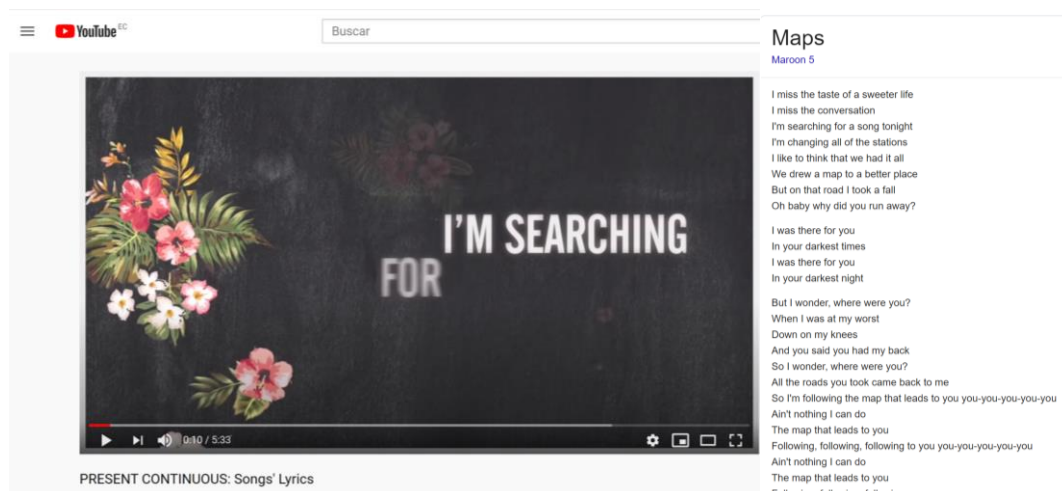 YouTube EC
Buscar
I'M SEARCHING
FOR
0:10 / 5:33
PRESENT CONTINUOUS: Songs' Lyrics
Maps
Maroon 5
I miss the taste of a sweeter life
I miss the conversation
I'm searching for a song tonight
I'm changing all of the stations
I like to think that we had it all
We drew a map to a better place
But on that road I took a fall
Oh baby why did you run away?
I was there for you
In your darkest times
I was there for you
In your darkest night
But I wonder, where were you?
When I was at my worst
Down on my knees
And you said you had my back
So I wonder, where were you?
All the roads you took came back to me
So I'm following the map that leads to you you-you-you-you-you
Ain't nothing I can do
The map that leads to you
Following, following, following to you you-you-you-you-you
Ain't nothing I can do
The map that leads to you